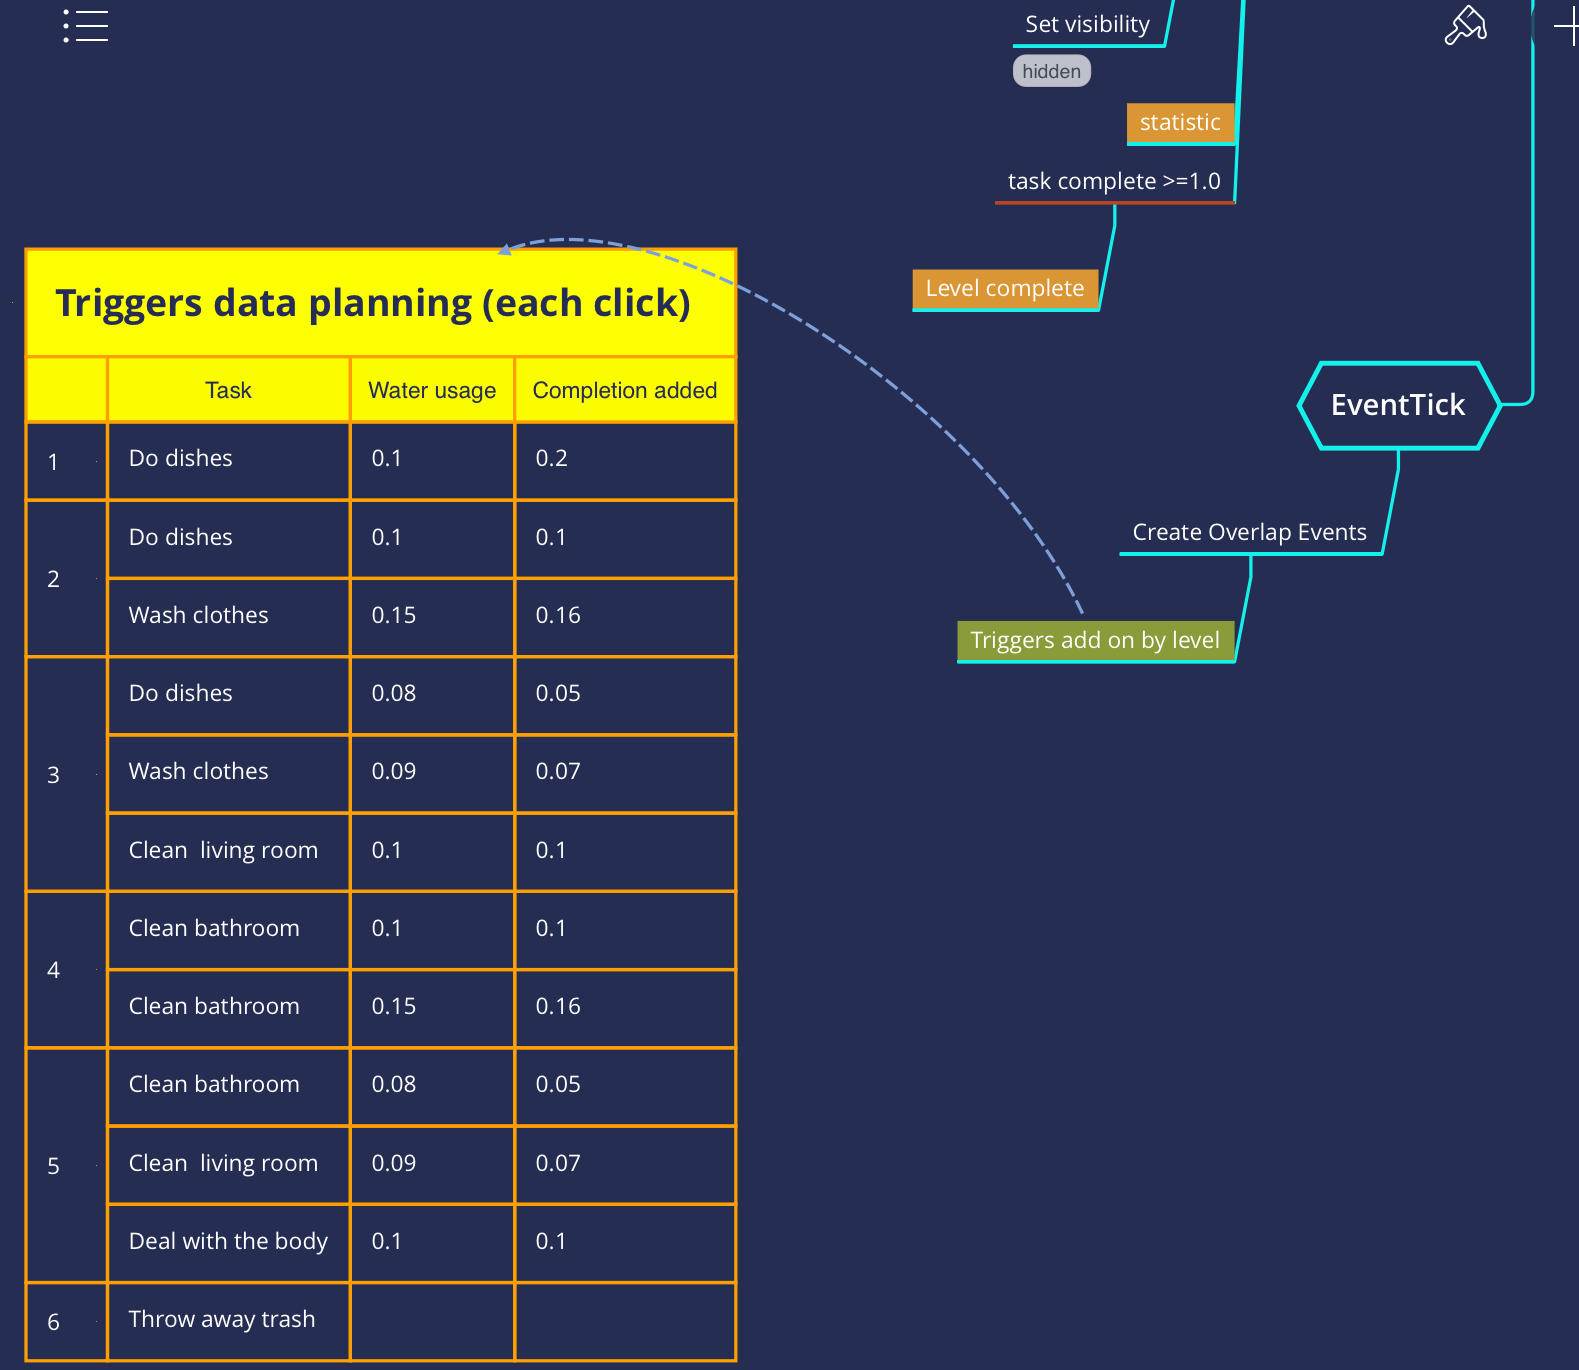 Set visibility
hidden
statistic
task complete >=1.0
Level complete
EventTick
Create Overlap Events
Triggers add on by level
Triggers data planning (each click)
Task Water usage Completion added
1 Do dishes 0.1 0.2
2 Do dishes 0.1 0.1
Wash clothes 0.15 0.16
3 Do dishes 0.08 0.05
Wash clothes 0.09 0.07
Clean  living room 0.1 0.1
4 Clean bathroom 0.1 0.1
Clean bathroom 0.15 0.16
5 Clean bathroom 0.08 0.05
Clean  living room 0.09 0.07
Deal with the body 0.1 0.1
6 Throw away trash